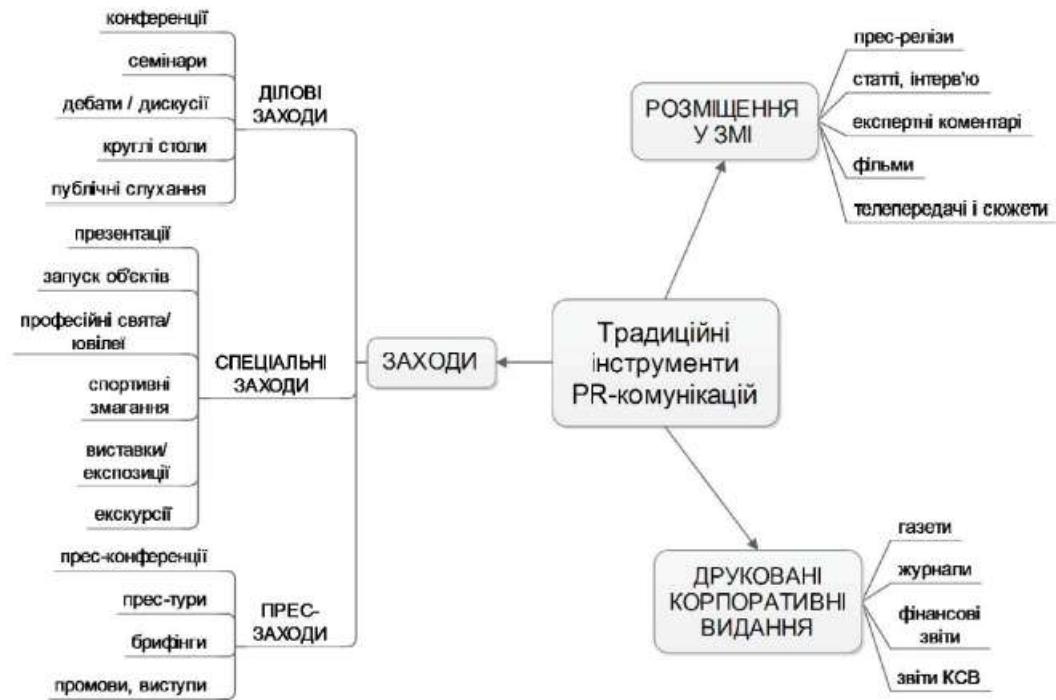 конференції
семінари
дебати / дискусії
круглі столи
публічні слухання
ДІЛОВІ
ЗАХОДИ
презентації
запуск об'єктів
професійні свята/
ювілеї
спортивні
змагання
виставки/
експозиції
екскурсії
СПЕЦІАЛЬНІ
ЗАХОДИ
прес-конференції
прес-тури
брифінги
промови, виступи
ПРЕС-
ЗАХОДИ
ЗАХОДИ
Традиційні
інструменти
PR-комунікацій
РОЗМІЩЕННЯ
У ЗМІ
прес-релізи
статті, інтерв'ю
експертні коментарі
фільми
телепередачі і сюжети
ДРУКОВАНІ
КОРПОРАТИВНІ
ВИДАННЯ
газети
журнали
фінансові
звіти
звіти КСВ